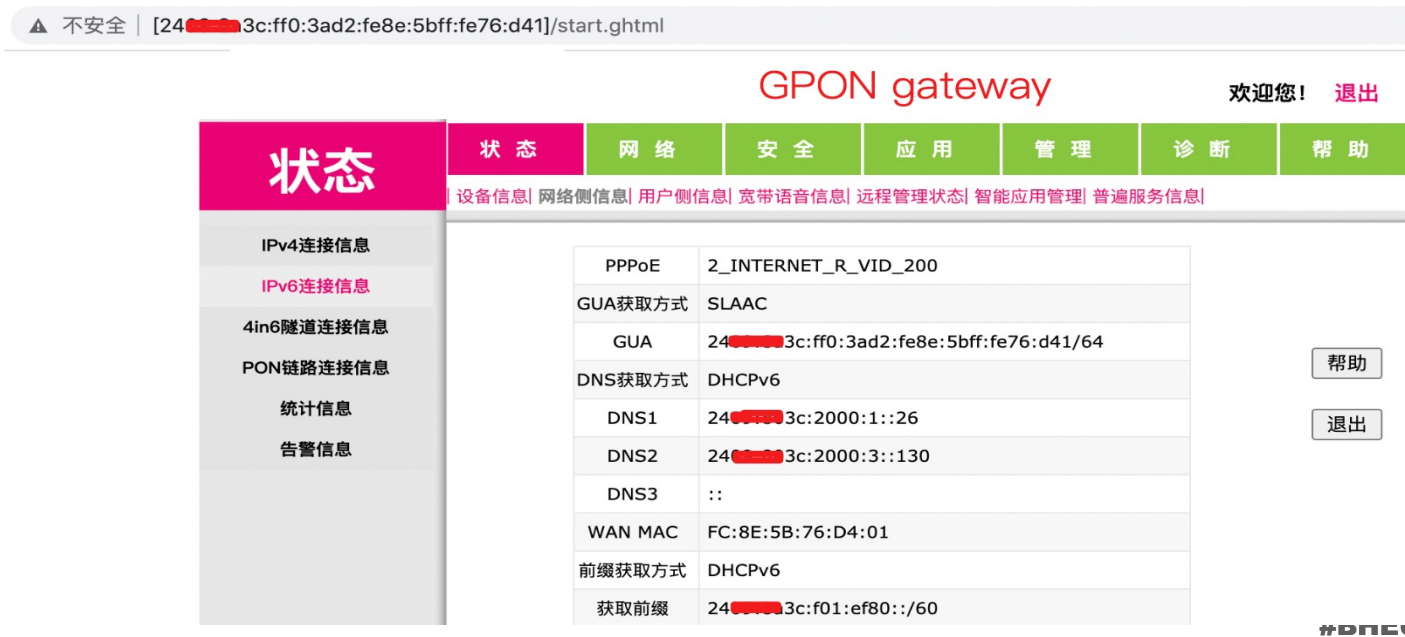 不安全 | [24 3c:ff0:3ad2:fe8e:5bff:fe76:d41]/start.ghtml
GPON gateway
欢迎您! 退出
状态
状 态 网 络 安 全 应 用 管 理 诊 断 帮 助
| 设备信息| 网络侧信息| 用户侧信息| 宽带语音信息| 远程管理状态| 智能应用管理| 普遍服务信息|
IPv4连接信息
IPv6连接信息
4in6隧道连接信息
PON链路连接信息
统计信息
告警信息
PPPoE 2_INTERNET_R_VID_200
GUA获取方式 SLAAC
GUA 24 3c:ff0:3ad2:fe8e:5bff:fe76:d41/64
DNS获取方式 DHCPv6
DNS1 24 3c:2000:1::26
DNS2 24 3c:2000:3::130
DNS3 ::
WAN MAC FC:8E:5B:76:D4:01
前缀获取方式 DHCPv6
获取前缀 24 3c:f01:ef80::/60
帮助
退出